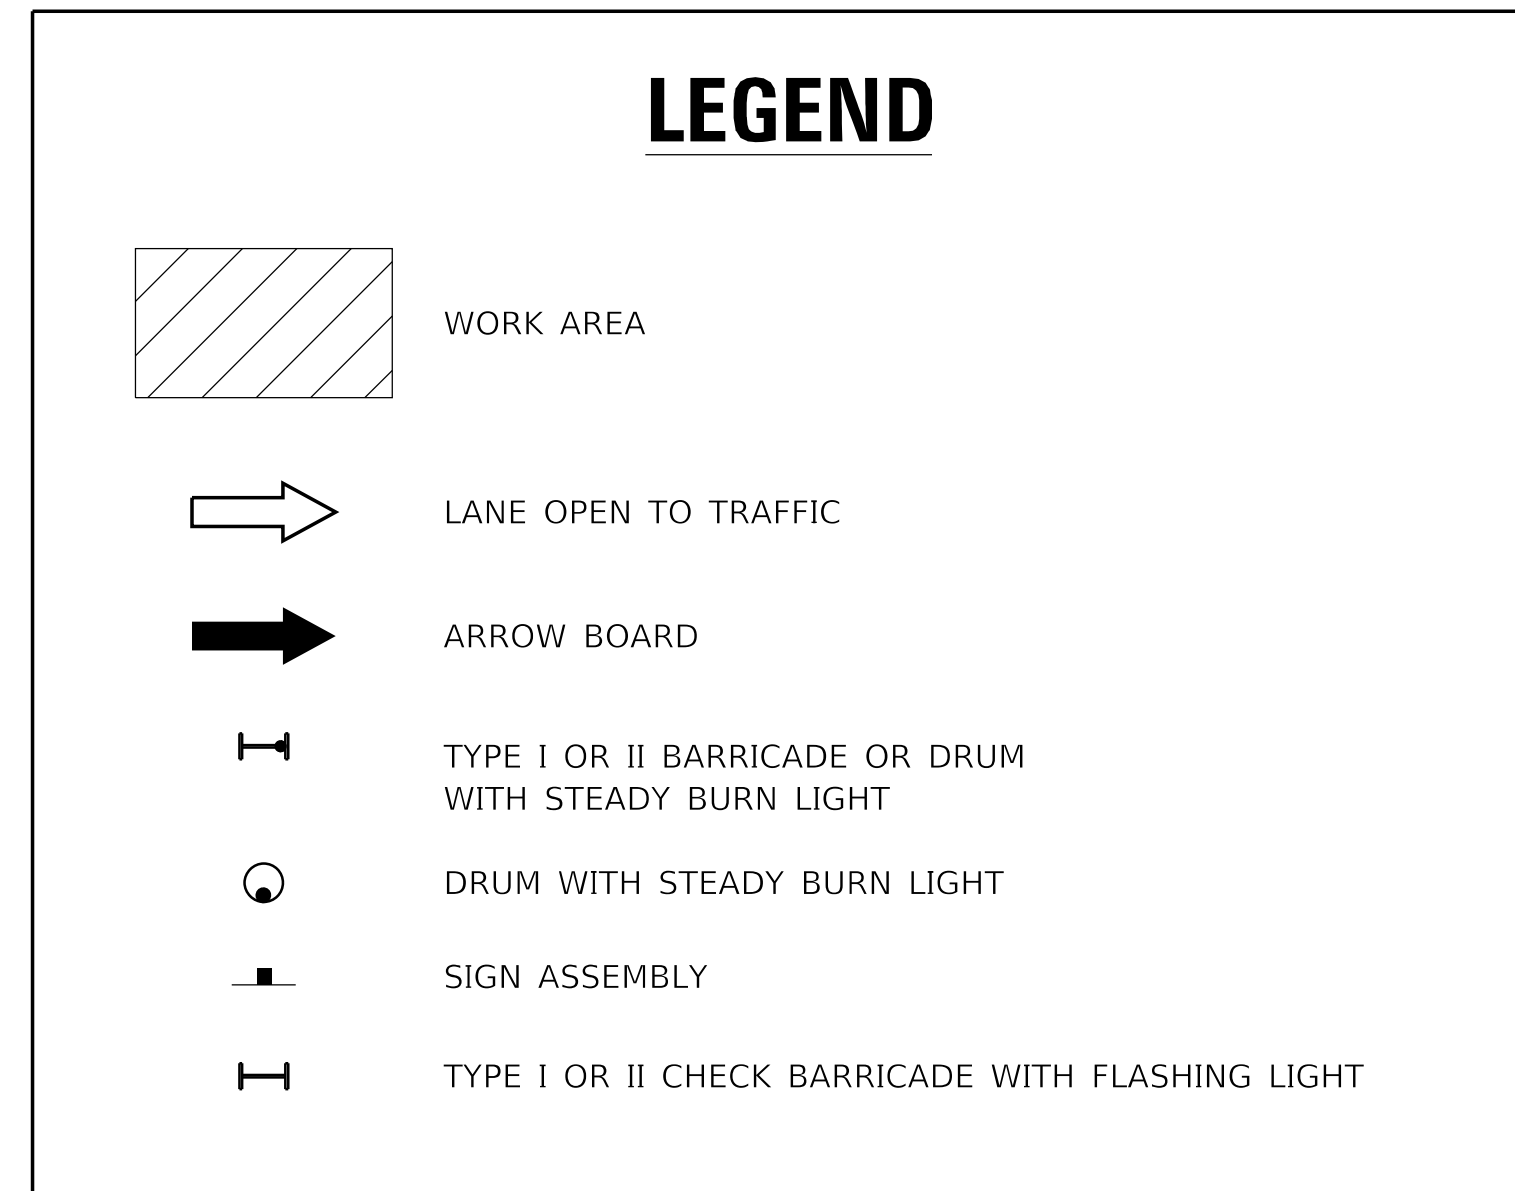 LEGEND
WORK AREA
LANE OPEN TO TRAFFIC
ARROW BOARD
TYPE I OR II BARRICADE OR DRUM
WITH STEADY BURN LIGHT
DRUM WITH STEADY BURN LIGHT
SIGN ASSEMBLY
TYPE I OR II CHECK BARRICADE WITH FLASHING LIGHT